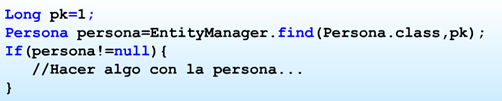 Long pk=1;
Persona persona=EntityManager.find(Persona.class,pk);
If(persona!=null){
//Hacer algo con la persona...
}